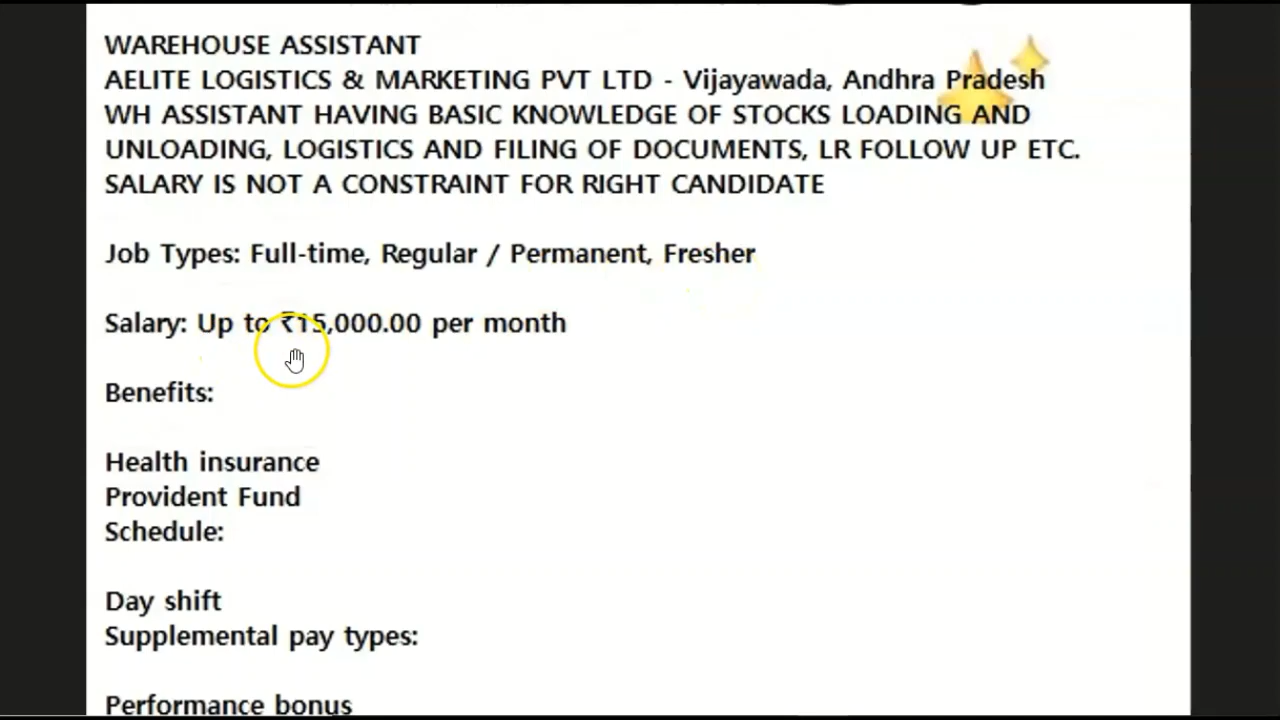 WAREHOUSE ASSISTANT
AELITE LOGISTICS & MARKETING PVT LTD - Vijayawada, Andhra Pradesh
WH ASSISTANT HAVING BASIC KNOWLEDGE OF STOCKS LOADING AND
UNLOADING, LOGISTICS AND FILING OF DOCUMENTS, LR FOLLOW UP ETC.
SALARY IS NOT A CONSTRAINT FOR RIGHT CANDIDATE
Job Types: Full-time, Regular / Permanent, Fresher
Salary: Up to ₹15,000.00 per month
Benefits:
Health insurance
Provident Fund
Schedule:
Day shift
Supplemental pay types:
Performance bonus